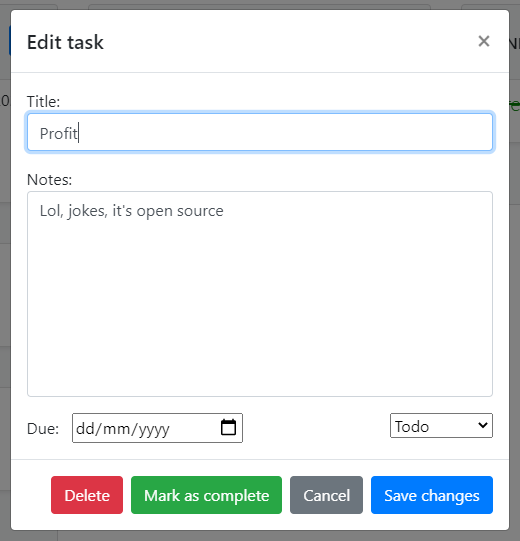 Edit task
×
Title:
Profit
Notes:
Lol, jokes, it's open source
Due: dd/mm/yyyy Todo
Delete Mark as complete Cancel Save changes